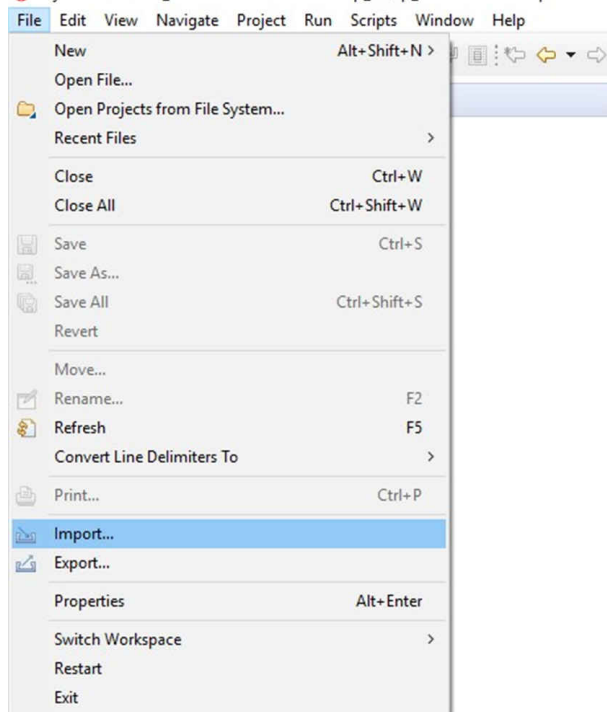 File Edit View Navigate Project Run Scripts Window Help
New Alt+Shift+N >
Open File...
Open Projects from File System...
Recent Files >
Close Ctrl+W
Close All Ctrl+Shift+W
Save Ctrl+S
Save As...
Save All Ctrl+Shift+S
Revert
Move...
Rename... F2
Refresh F5
Convert Line Delimiters To >
Print... Ctrl+P
Import...
Export...
Properties Alt+Enter
Switch Workspace >
Restart
Exit